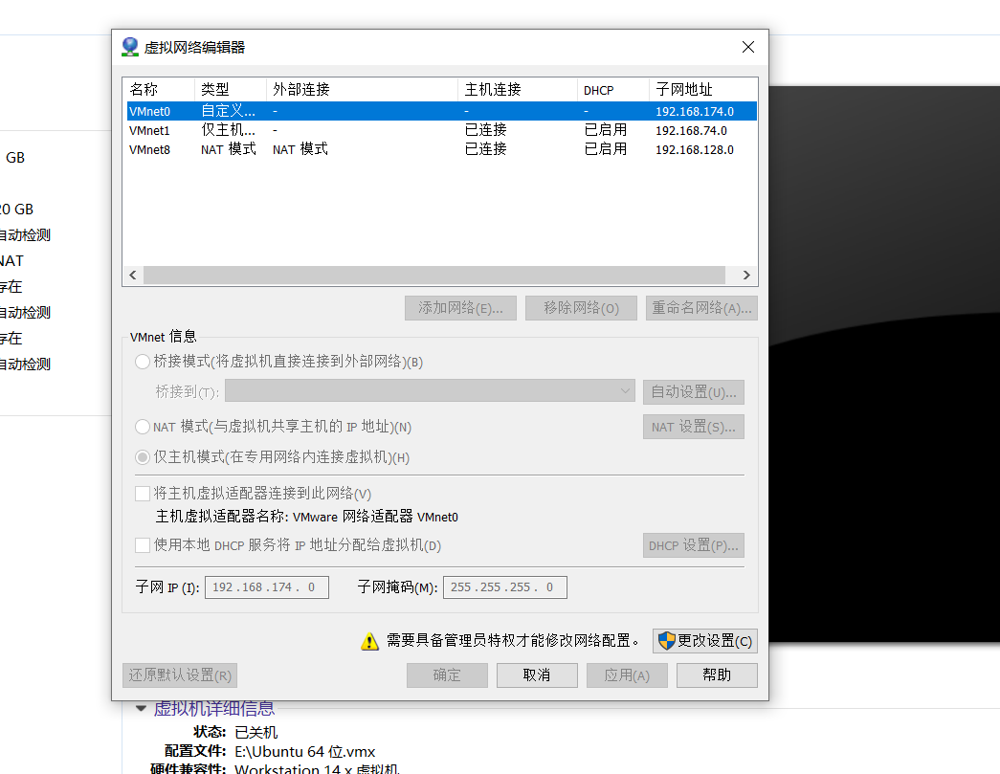 虚拟网络编辑器
名称 类型 外部连接 主机连接 DHCP 子网地址
VMnet0 自定义... - - - 192.168.174.0
VMnet1 仅主机... - 已连接 已启用 192.168.74.0
VMnet8 NAT 模式 NAT 模式 已连接 已启用 192.168.128.0
GB
20 GB
自动检测
NAT
存在
自动检测
存在
自动检测
添加网络(E)... 移除网络(O) 重命名网络(A)...
VMnet 信息
桥接模式(将虚拟机直接连接到外部网络)(B)
桥接到(T): 自动设置(U)...
NAT 模式(与虚拟机共享主机的 IP 地址)(N) NAT 设置(S)...
仅主机模式(在专用网络内连接虚拟机)(H)
将主机虚拟适配器连接到此网络(V)
主机虚拟适配器名称: VMware 网络适配器 VMnet0
使用本地 DHCP 服务将 IP 地址分配给虚拟机(D) DHCP 设置(P)...
子网 IP (I): 192 . 168 . 174 . 0 子网掩码(M): 255 . 255 . 255 . 0
需要具备管理员特权才能修改网络配置。 更改设置(C)
还原默认设置(R) 确定 取消 应用(A) 帮助
虚拟机详细信息
状态: 已关机
配置文件: E:\Ubuntu 64 位.vmx
硬件兼容性: Workstation 14.x 虚拟机